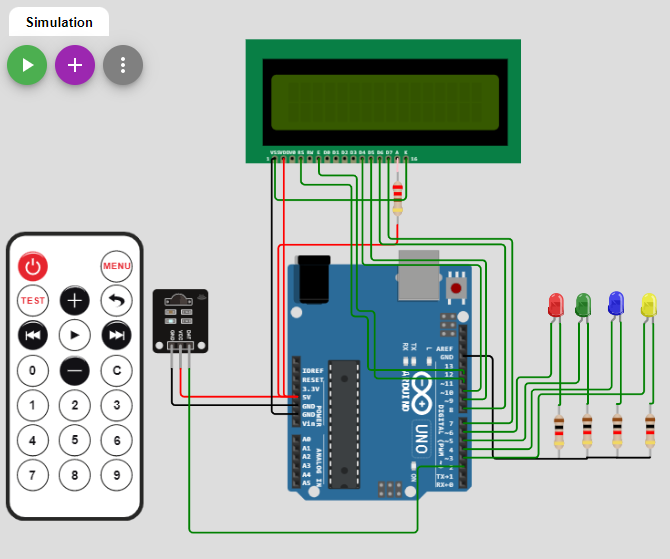 Simulation
VSS VDD V0 RS RW E D0 D1 D2 D3 D4 D5 D6 D7 A K
1 16
MENU
TEST
0 C
1 2 3
4 5 6
7 8 9
GND
VCC
DAT
AREF
GND
13
12
~11
~10
~9
8
7
~6
~5
4
~3
2
TX→1
RX←0
DIGITAL (PWM ~)
IOREF
RESET
3.3V
5V
GND
GND
Vin
POWER
A0
A1
A2
A3
A4
A5
ANALOG IN
RX
TX
L
ARDUINO
UNO
ON